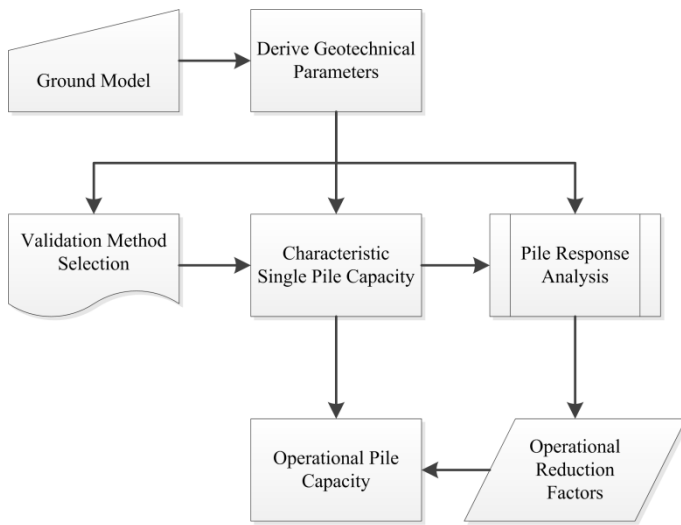 Ground Model
Derive Geotechnical
Parameters
Validation Method
Selection
Characteristic
Single Pile Capacity
Pile Response
Analysis
Operational Pile
Capacity
Operational
Reduction
Factors